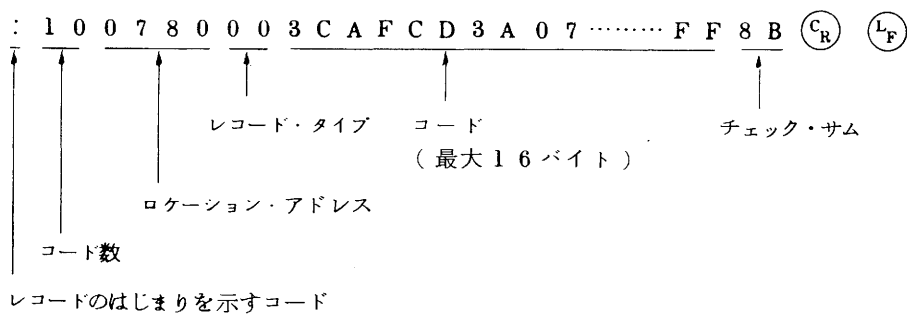 : 1 0 0 7 8 0 0 0 3 C A F C D 3 A 0 7 ……… F F 8 B CR LF
レコード・タイプ コード チェック・サム
(最大16バイト)
ロケーション・アドレス
コード数
レコードのはじまりを示すコード